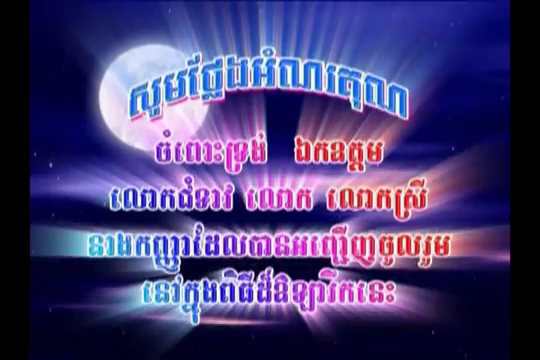 សូមថ្លែងអំណរគុណ
ចំពោះទ្រង់ ឯកឧត្តម
លោកជំទាវ លោក លោកស្រី
នាងកញ្ញាដែលបានអញ្ជើញចូលរួម
នៅក្នុងពិធីដ៏ឱឡារឹកនេះ